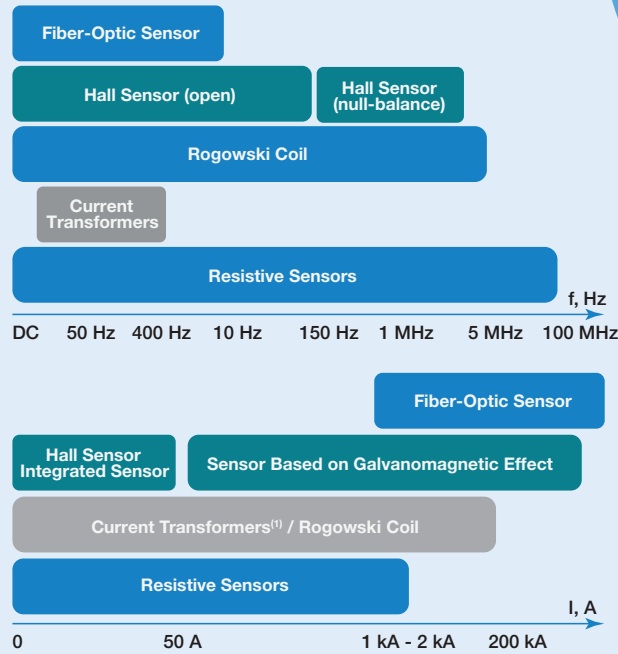 Fiber-Optic Sensor
Hall Sensor (open)
Hall Sensor
(null-balance)
Rogowski Coil
Current
Transformers
Resistive Sensors
f, Hz
DC 50 Hz 400 Hz 10 Hz 150 Hz 1 MHz 5 MHz 100 MHz
Fiber-Optic Sensor
Hall Sensor
Integrated Sensor
Sensor Based on Galvanomagnetic Effect
Current Transformers(1) / Rogowski Coil
Resistive Sensors
I, A
0 50 A 1 kA - 2 kA 200 kA